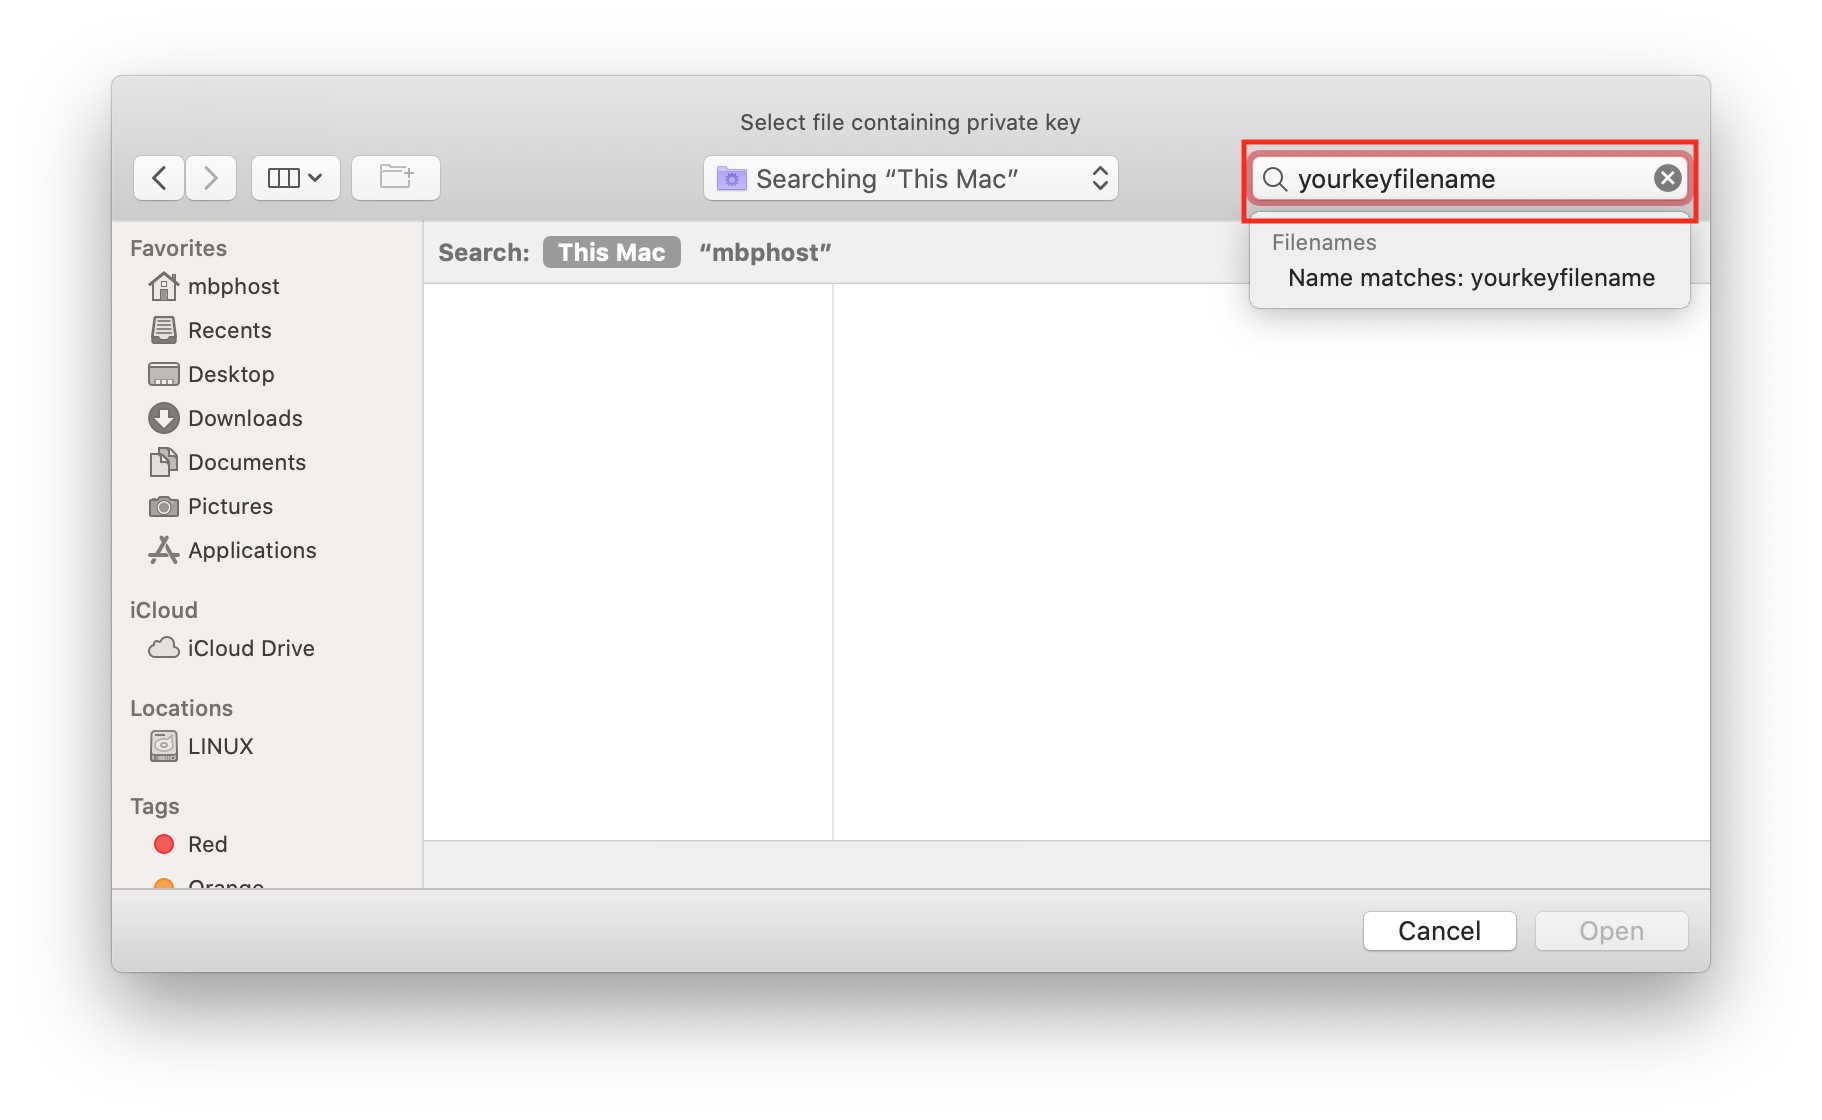 Select file containing private key
Searching “This Mac”
yourkeyfilename
Filenames
Name matches: yourkeyfilename
Search: This Mac “mbphost”
Favorites
mbphost
Recents
Desktop
Downloads
Documents
Pictures
Applications
iCloud
iCloud Drive
Locations
LINUX
Tags
Red
Orange
Cancel Open